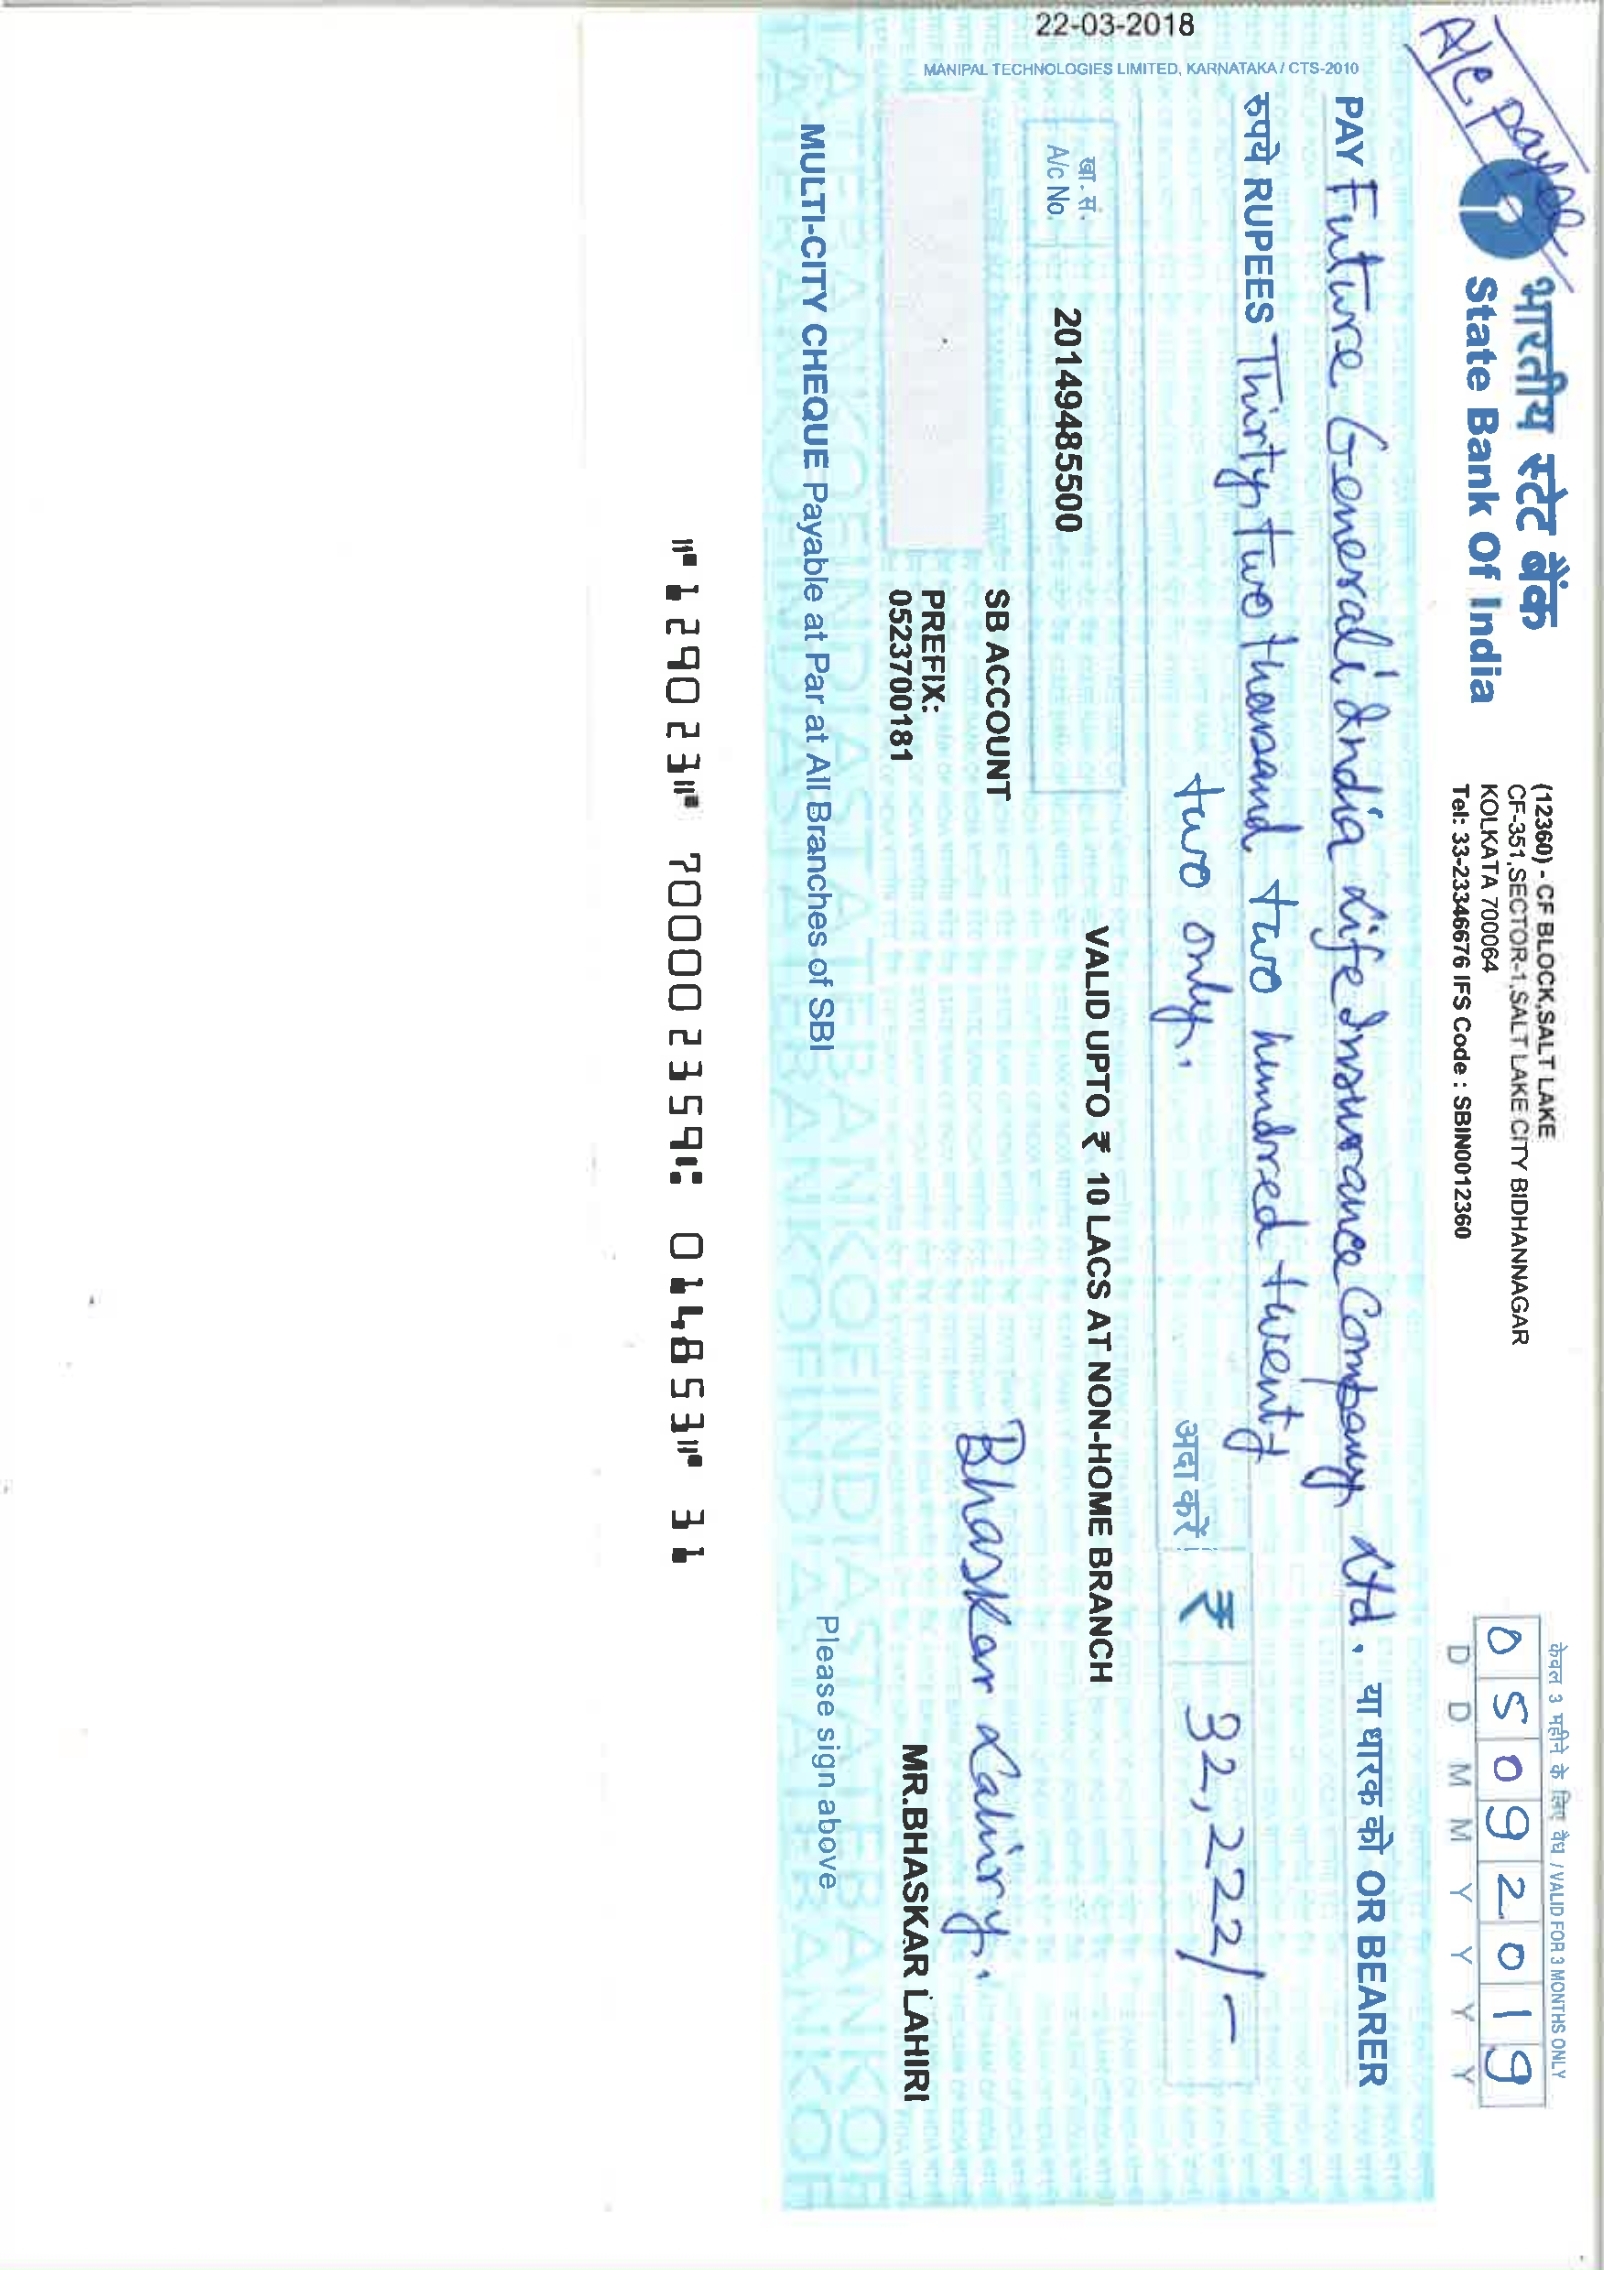 A/C. payee
भारतीय स्टेट बैंक
State Bank Of India
(12360) - CF BLOCK,SALT LAKE
CF-351,SECTOR-1,SALT LAKE CITY BIDHANNAGAR
KOLKATA 700064
Tel: 33-23346676 IFS Code : SBIN0012360
केवल 3 महीने के लिए वैध / VALID FOR 3 MONTHS ONLY
0 5 0 9 2 0 1 9
D D M M Y Y Y Y
PAY Future Generali India Life Insurance Company Ltd. या धारक को OR BEARER
रुपये RUPEES Thirty two thousand two hundred twenty
two only. अदा करें ₹ 32,222/-
खा. सं.
A/c No. 20149485500
VALID UPTO ₹ 10 LACS AT NON-HOME BRANCH
SB ACCOUNT
Bhaskar Lahiry.
PREFIX:
0523700181
MR.BHASKAR LAHIRI
MULTI-CITY CHEQUE Payable at Par at All Branches of SBI
Please sign above
MANIPAL TECHNOLOGIES LIMITED, KARNATAKA / CTS-2010
22-03-2018
⑈129023⑈ 700002359⑆ 014853⑈ 31